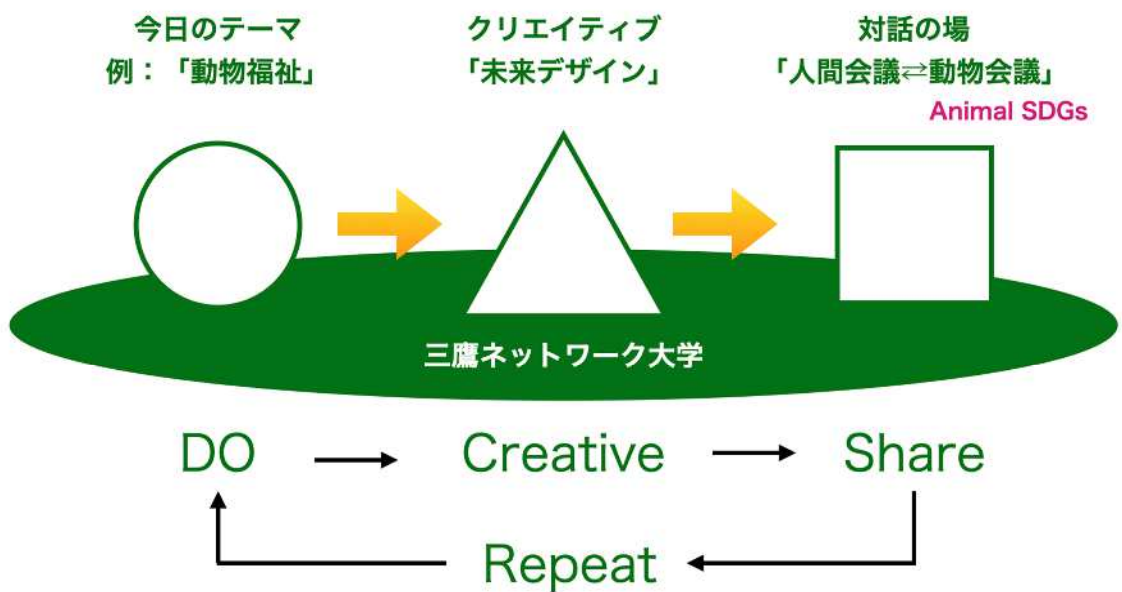 今日のテーマ
例：「動物福祉」
クリエイティブ
「未来デザイン」
対話の場
「人間会議⇄動物会議」
Animal SDGs
三鷹ネットワーク大学
DO
Creative
Share
Repeat